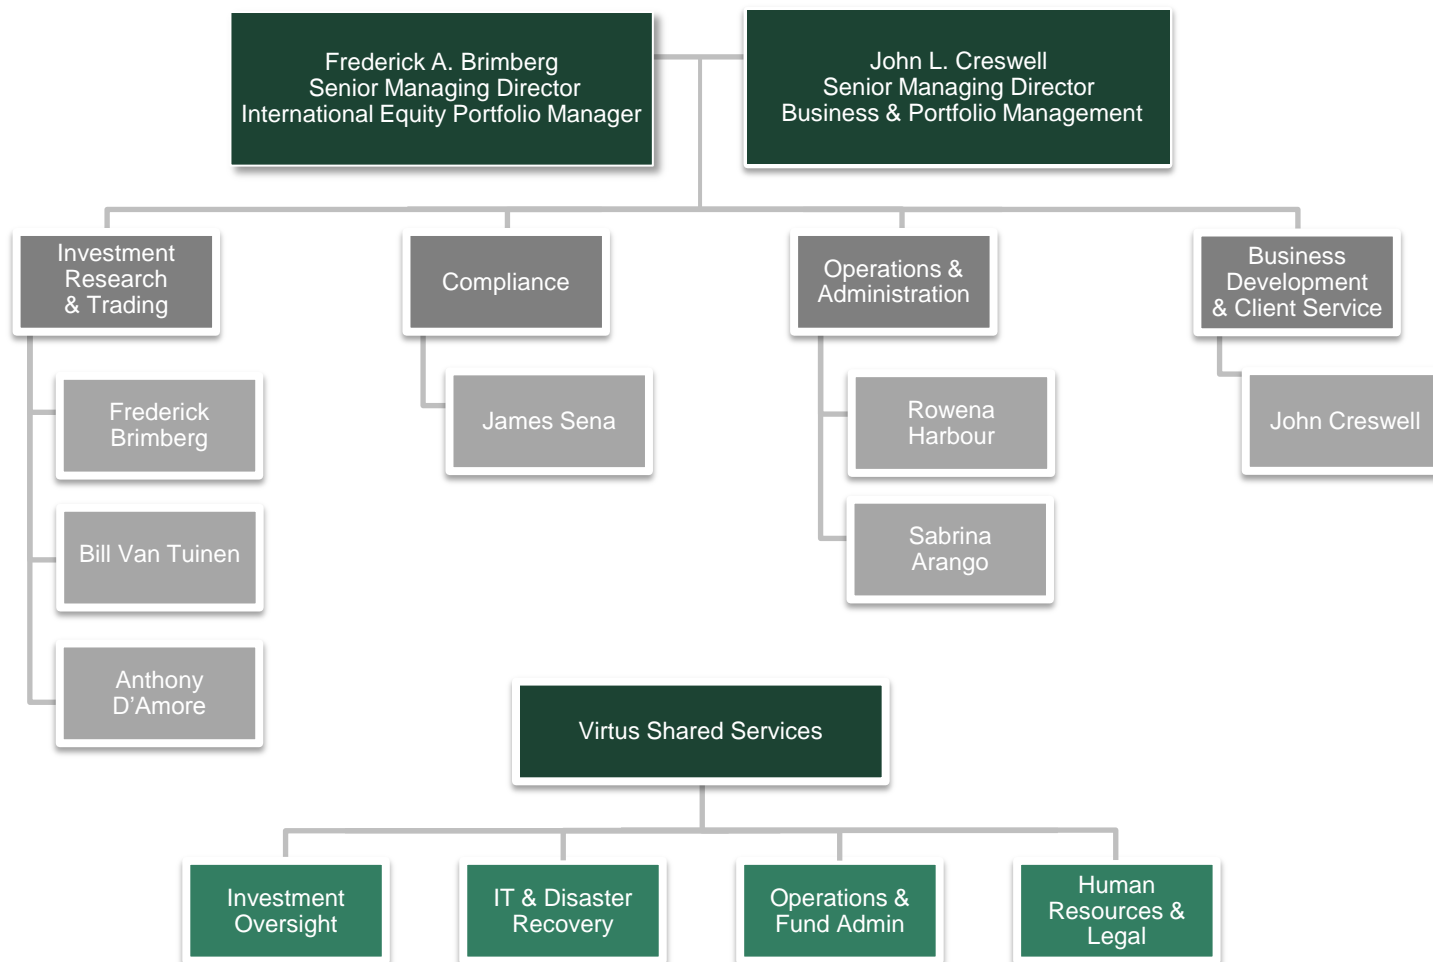 Frederick A. Brimberg
Senior Managing Director
International Equity Portfolio Manager
John L. Creswell
Senior Managing Director
Business & Portfolio Management
Investment
Research
& Trading
Compliance
Operations &
Administration
Business
Development
& Client Service
Frederick
Brimberg
James Sena
Rowena
Harbour
John Creswell
Bill Van Tuinen
Sabrina
Arango
Anthony
D’Amore
Virtus Shared Services
Investment
Oversight
IT & Disaster
Recovery
Operations &
Fund Admin
Human
Resources &
Legal